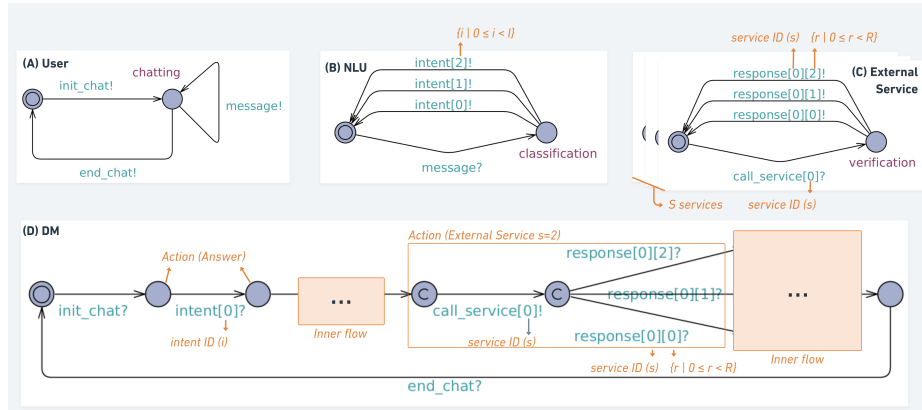 {i | 0 ≤ i < I}
service ID (s) {r | 0 ≤ r < R}
(A) User
chatting
init_chat!
message!
end_chat!
(B) NLU
intent[2]!
intent[1]!
intent[0]!
classification
message?
(C) External
Service
response[0][2]!
response[0][1]!
response[0][0]!
verification
call_service[0]?
S services
service ID (s)
(D) DM
Action (Answer)
Action (External Service s=2)
response[0][2]?
init_chat?
intent[0]?
...
call_service[0]!
C
C
response[0][1]?
...
intent ID (i)
Inner flow
service ID (s)
response[0][0]?
service ID (s) {r | 0 ≤ r < R}
Inner flow
end_chat?